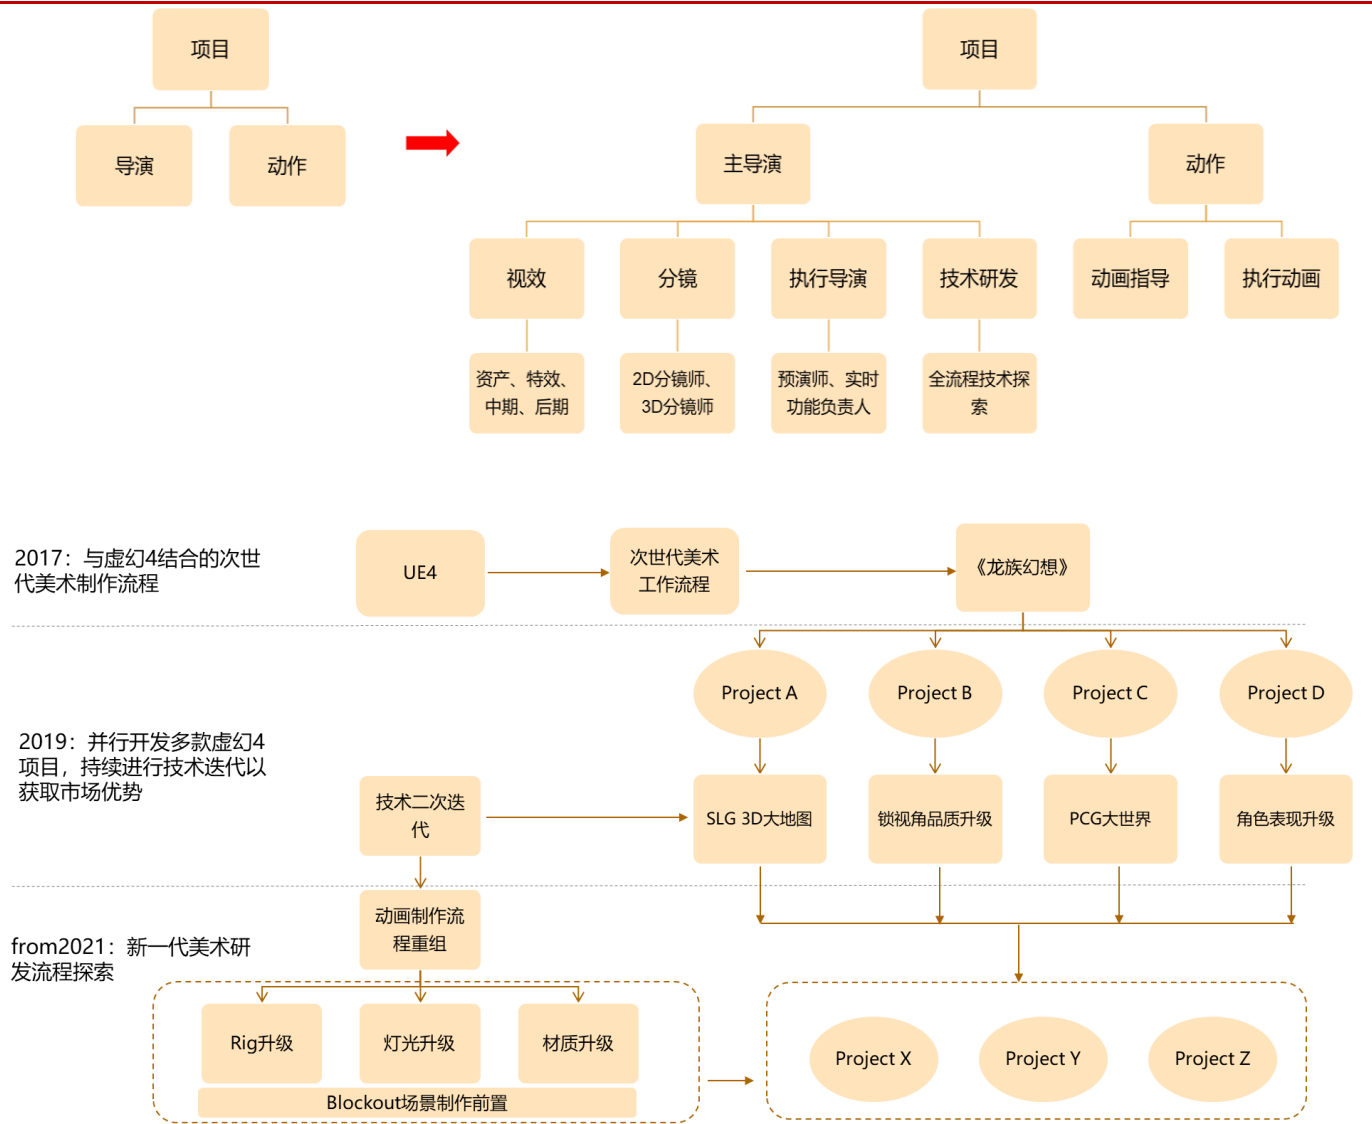 项目
导演
动作
项目
主导演
动作
视效
分镜
执行导演
技术研发
动画指导
执行动画
资产、特效、
中期、后期
2D分镜师、
3D分镜师
预演师、实时
功能负责人
全流程技术探
索
2017：与虚幻4结合的次世
代美术制作流程
UE4
次世代美术
工作流程
《龙族幻想》
Project A
Project B
Project C
Project D
2019：并行开发多款虚幻4
项目，持续进行技术迭代以
获取市场优势
技术二次迭
代
SLG 3D大地图
锁视角品质升级
PCG大世界
角色表现升级
from2021：新一代美术研
发流程探索
动画制作流
程重组
Rig升级
灯光升级
材质升级
Blockout场景制作前置
Project X
Project Y
Project Z